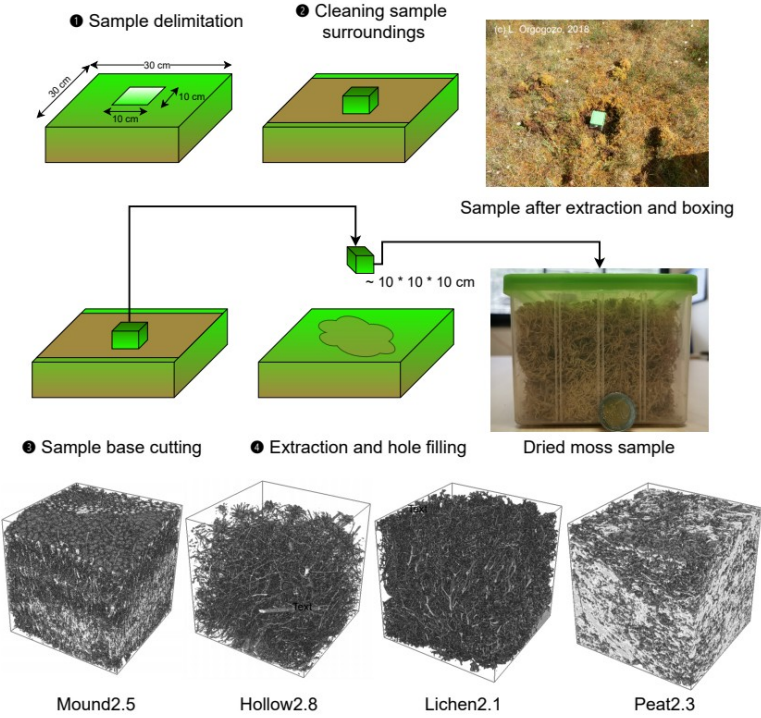 ❶ Sample delimitation
❷ Cleaning sample
surroundings
(c) L. Orgogozo, 2018
30 cm
30 cm
10 cm
10 cm
Sample after extraction and boxing
~ 10 * 10 * 10 cm
❸ Sample base cutting
❹ Extraction and hole filling
Dried moss sample
Text
Text
Mound2.5
Hollow2.8
Lichen2.1
Peat2.3